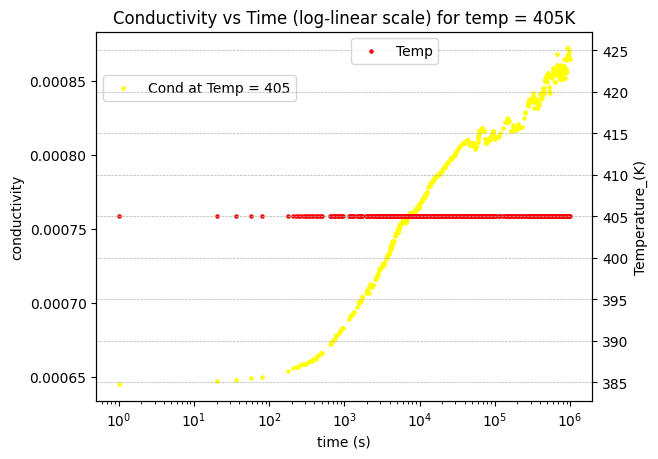 Conductivity vs Time (log-linear scale) for temp = 405K
Temp
Cond at Temp = 405
conductivity
0.00085
0.00080
0.00075
0.00070
0.00065
425
420
415
410
405
400
395
390
385
Temperature_(K)
10⁰ 10¹ 10² 10³ 10⁴ 10⁵ 10⁶
time (s)